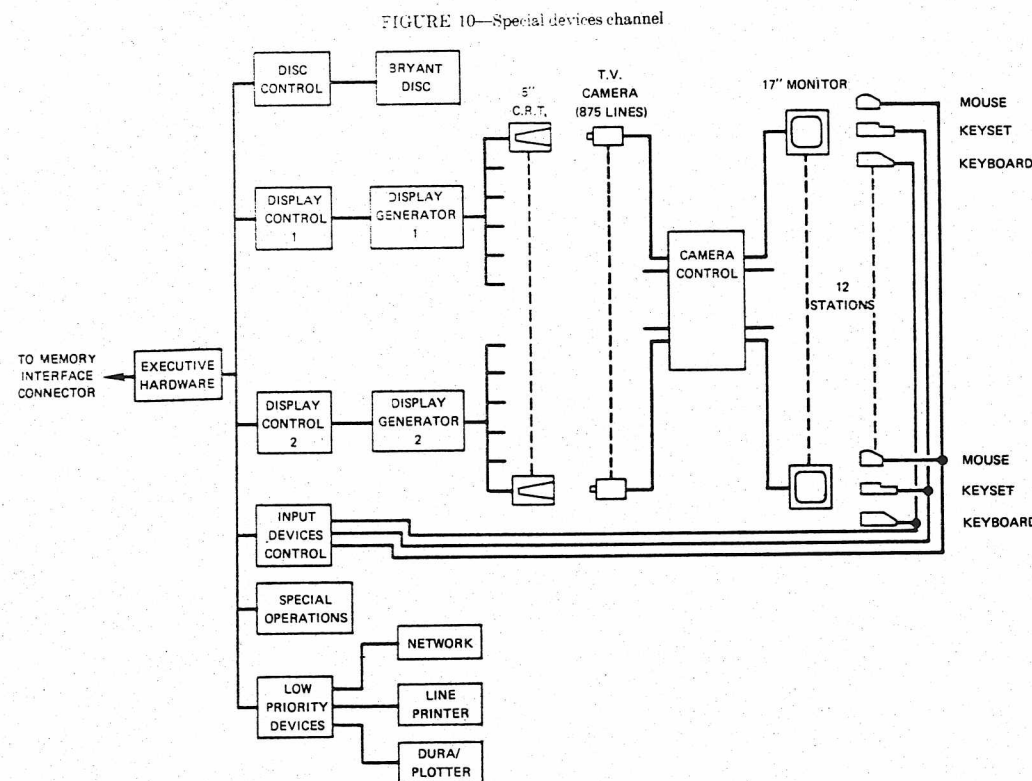 FIGURE 10—Special devices channel
DISC
CONTROL
BRYANT
DISC
5"
C.R.T.
T.V.
CAMERA
(875 LINES)
17" MONITOR
MOUSE
KEYSET
KEYBOARD
DISPLAY
CONTROL
1
DISPLAY
GENERATOR
1
CAMERA
CONTROL
12
STATIONS
TO MEMORY
INTERFACE
CONNECTOR
EXECUTIVE
HARDWARE
DISPLAY
CONTROL
2
DISPLAY
GENERATOR
2
MOUSE
KEYSET
KEYBOARD
INPUT
DEVICES
CONTROL
SPECIAL
OPERATIONS
LOW
PRIORITY
DEVICES
NETWORK
LINE
PRINTER
DURA/
PLOTTER